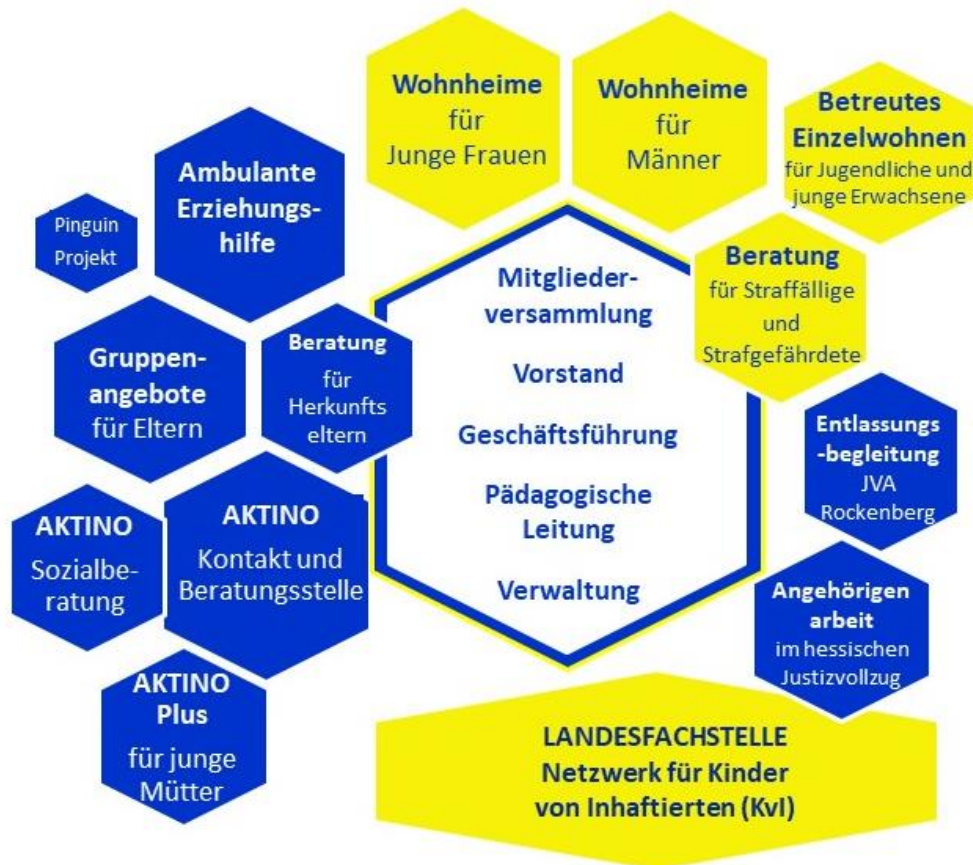 Wohnheime
für
Junge Frauen
Wohnheime
für
Männer
Betreutes
Einzelwohnen
für Jugendliche und
junge Erwachsene
Ambulante
Erziehungs-
hilfe
Pinguin
Projekt
Beratung
für Straffällige
und
Strafgefährdete
Mitglieder-
versammlung
Vorstand
Geschäftsführung
Pädagogische
Leitung
Verwaltung
Gruppen-
angebote
für Eltern
Beratung
für
Herkunfts
eltern
Entlassungs
-begleitung
JVA
Rockenberg
AKTINO
Sozialbe-
ratung
AKTINO
Kontakt und
Beratungsstelle
Angehörigen
arbeit
im hessischen
Justizvollzug
AKTINO
Plus
für junge
Mütter
LANDESFACHSTELLE
Netzwerk für Kinder
von Inhaftierten (KvI)